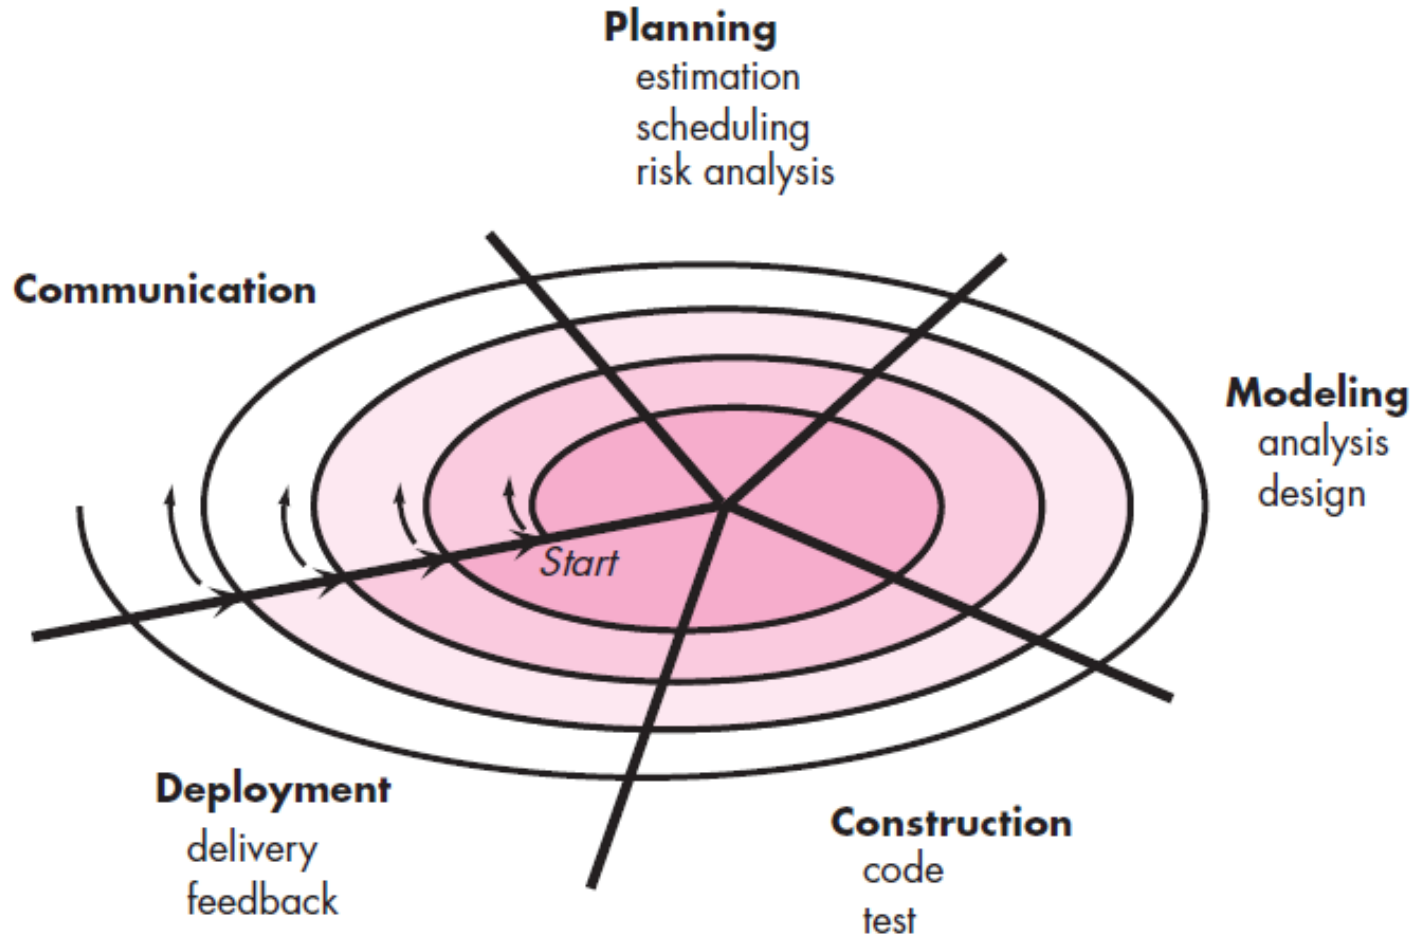 Planning
estimation
scheduling
risk analysis
Communication
Modeling
analysis
design
Start
Deployment
delivery
feedback
Construction
code
test